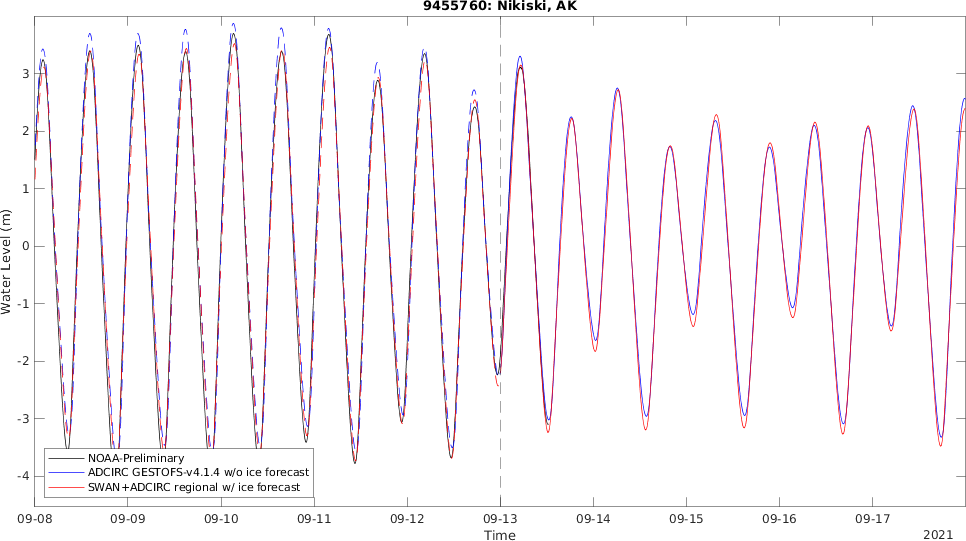 9455760: Nikiski, AK
Water Level (m)
3
2
1
0
-1
-2
-3
-4
NOAA-Preliminary
ADCIRC GESTOFS-v4.1.4 w/o ice forecast
SWAN+ADCIRC regional w/ ice forecast
09-08 09-09 09-10 09-11 09-12 09-13 09-14 09-15 09-16 09-17
Time
2021